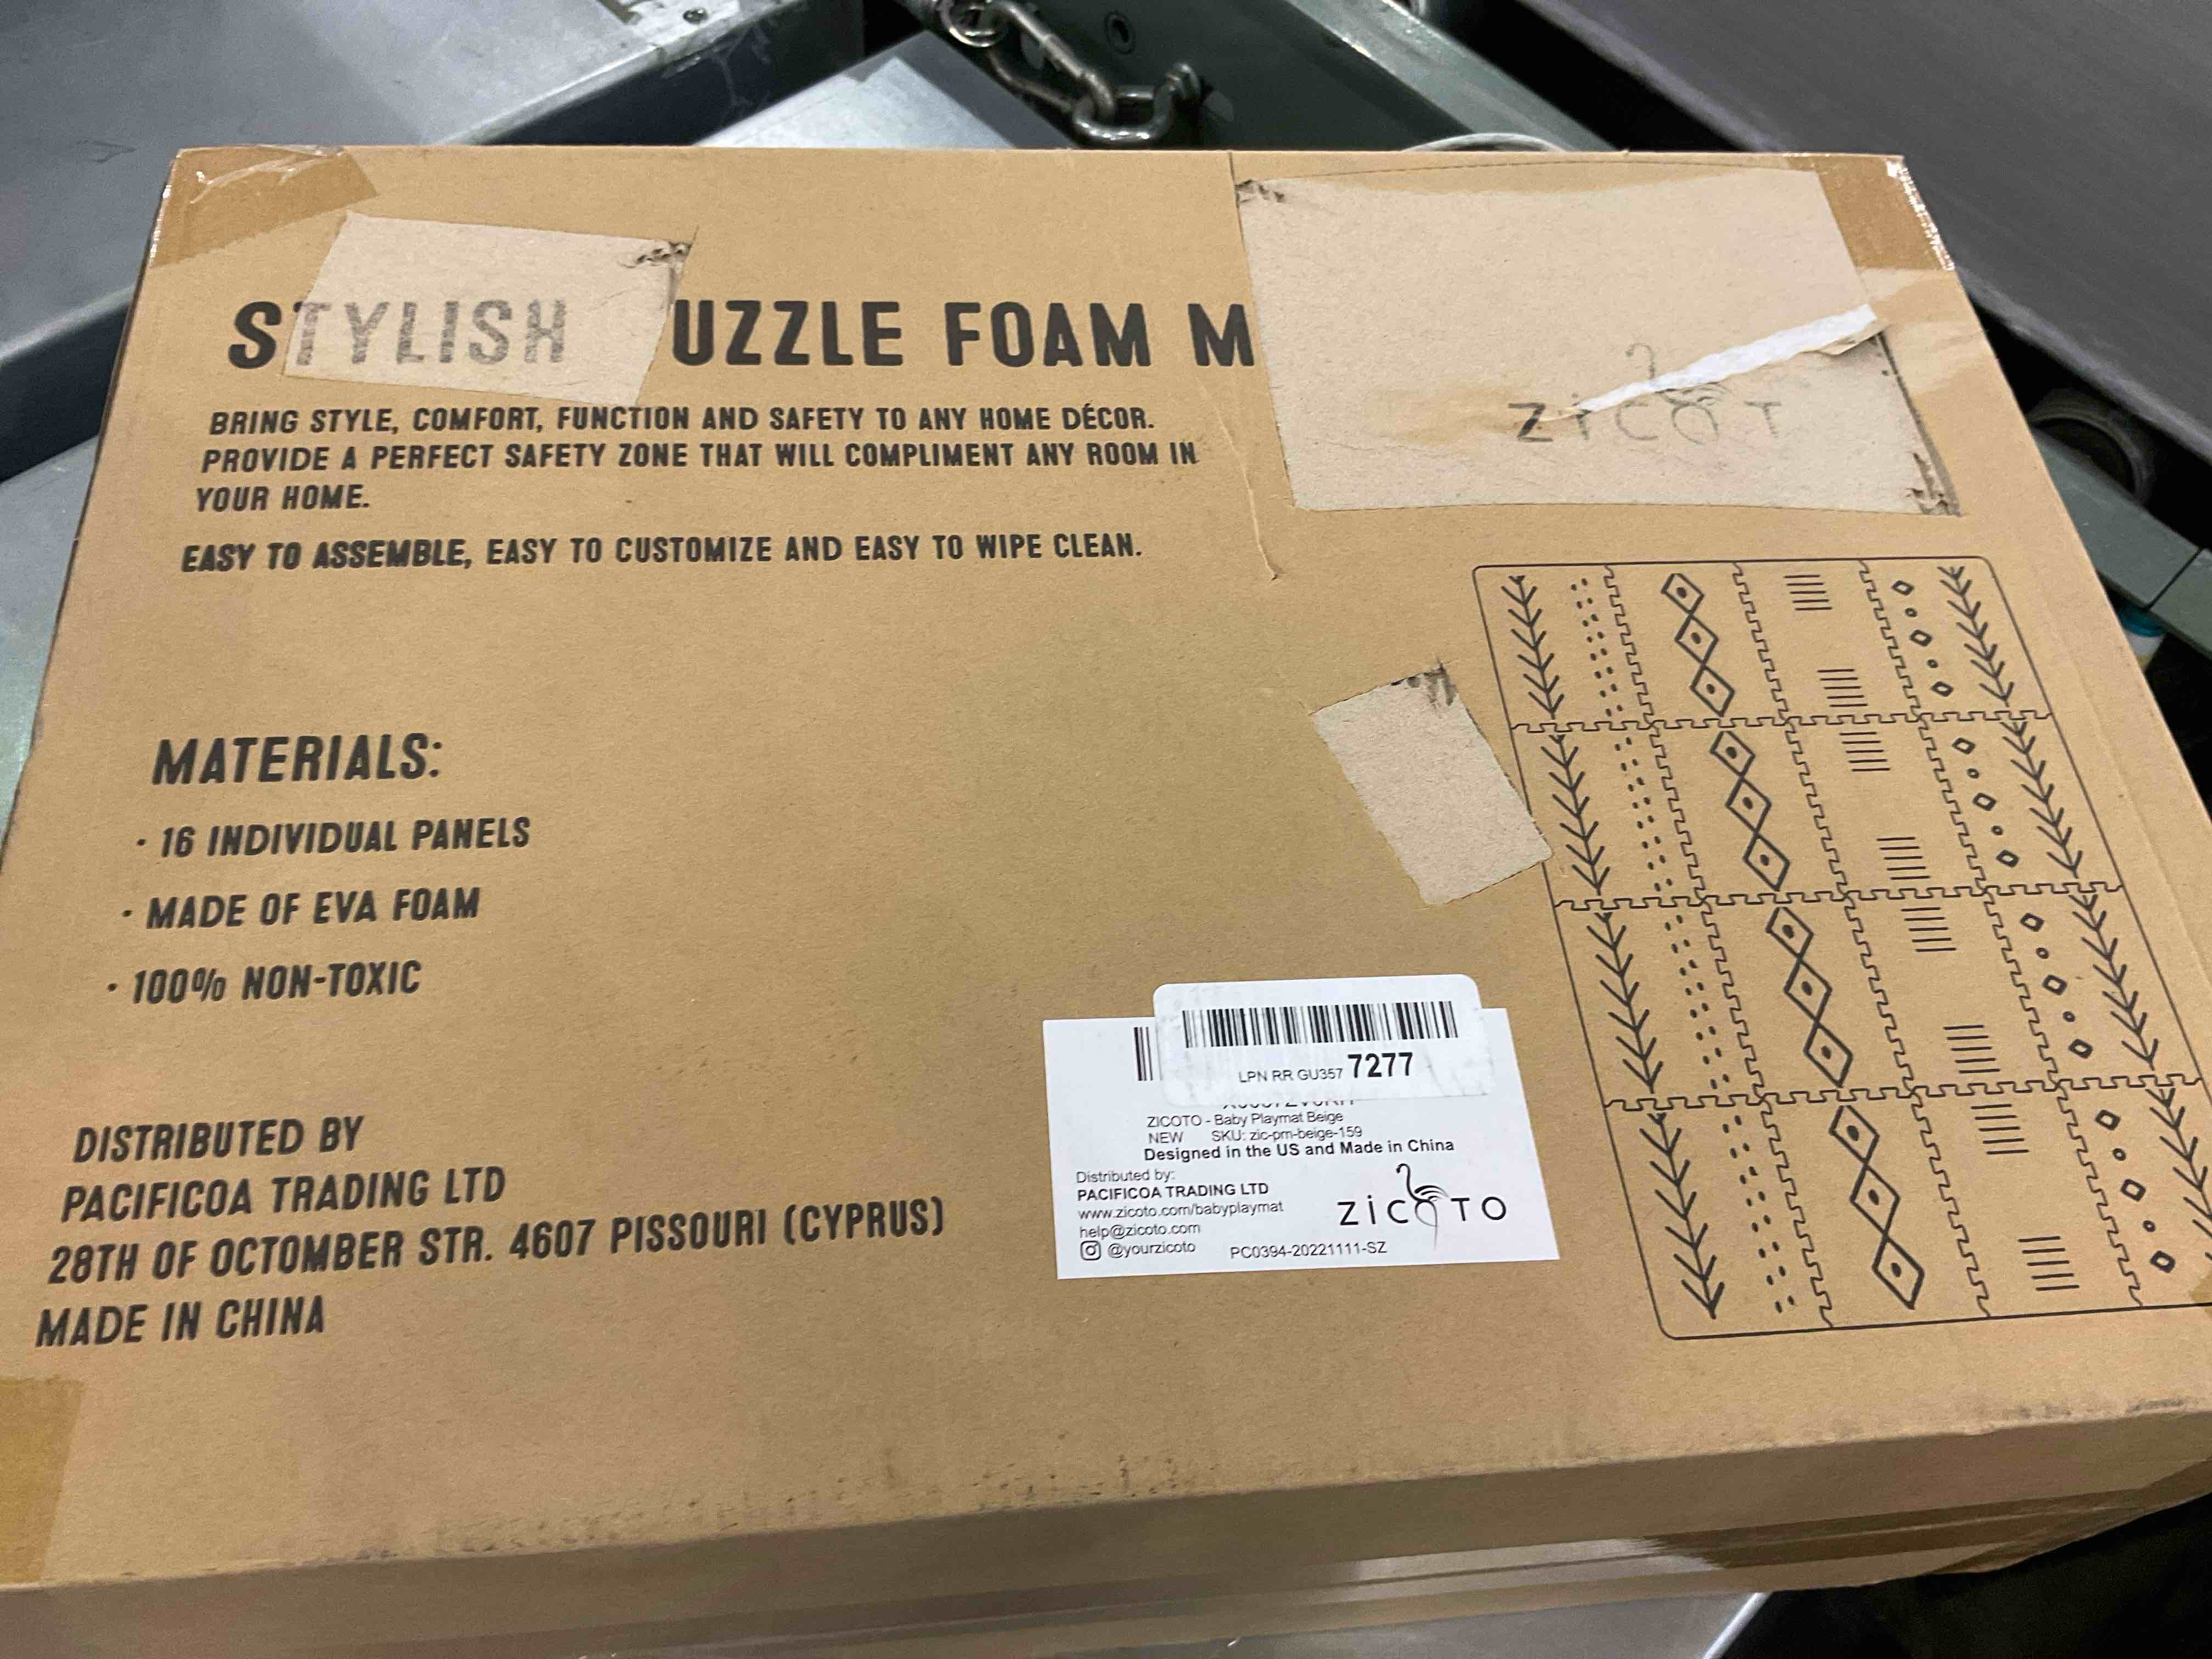 STYLISH UZZLE FOAM M
BRING STYLE, COMFORT, FUNCTION AND SAFETY TO ANY HOME DÉCOR.
PROVIDE A PERFECT SAFETY ZONE THAT WILL COMPLIMENT ANY ROOM IN
YOUR HOME.
EASY TO ASSEMBLE, EASY TO CUSTOMIZE AND EASY TO WIPE CLEAN.
ZICOT
MATERIALS:
· 16 INDIVIDUAL PANELS
· MADE OF EVA FOAM
· 100% NON-TOXIC
DISTRIBUTED BY
PACIFICOA TRADING LTD
28TH OF OCTOMBER STR. 4607 PISSOURI (CYPRUS)
MADE IN CHINA
LPN RR GU357 7277
ZICOTO - Baby Playmat Beige
NEW SKU: zic-pm-beige-159
Designed in the US and Made in China
Distributed by:
PACIFICOA TRADING LTD
www.zicoto.com/babyplaymat
help@zicoto.com
@yourzicoto
PC0394-20221111-SZ
ZiCOTO